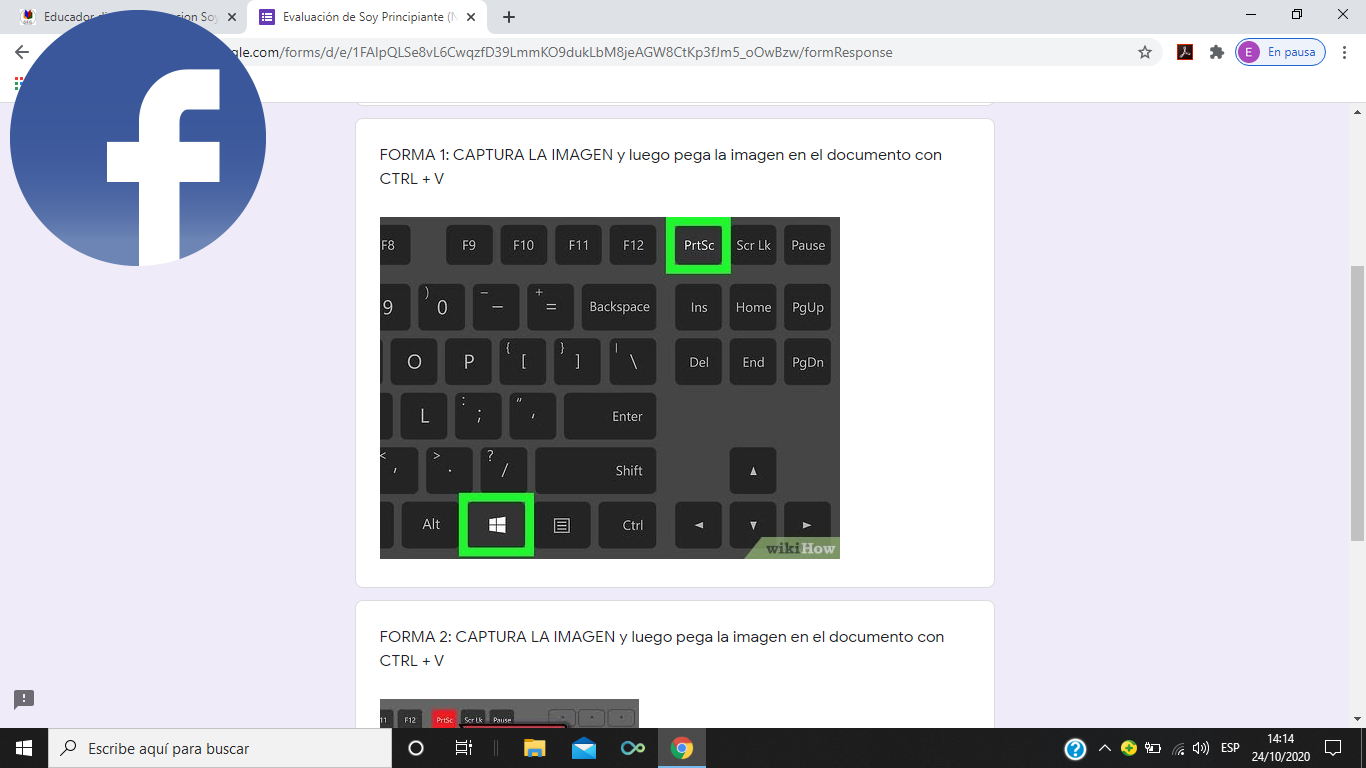 Educador di
cion Soy
Evaluación de Soy Principiante (N
gle.com/forms/d/e/1FAIpQLSe8vL6CwqzfD39LmmKO9dukLbM8jeAGW8CtKp3fJm5_oOwBzw/formResponse
E En pausa
f
FORMA 1: CAPTURA LA IMAGEN y luego pega la imagen en el documento con
CTRL + V
F8 F9 F10 F11 F12 PrtSc Scr Lk Pause
9 ) 0 – − + = Backspace Ins Home PgUp
O P { [ } ] | \ Del End PgDn
L : ; " ' Enter
< , > . ? / Shift
Alt Ctrl
wikiHow
FORMA 2: CAPTURA LA IMAGEN y luego pega la imagen en el documento con
CTRL + V
11 F12 PrtSc Scr Lk Pause
Escribe aquí para buscar
ESP
14:14
24/10/2020